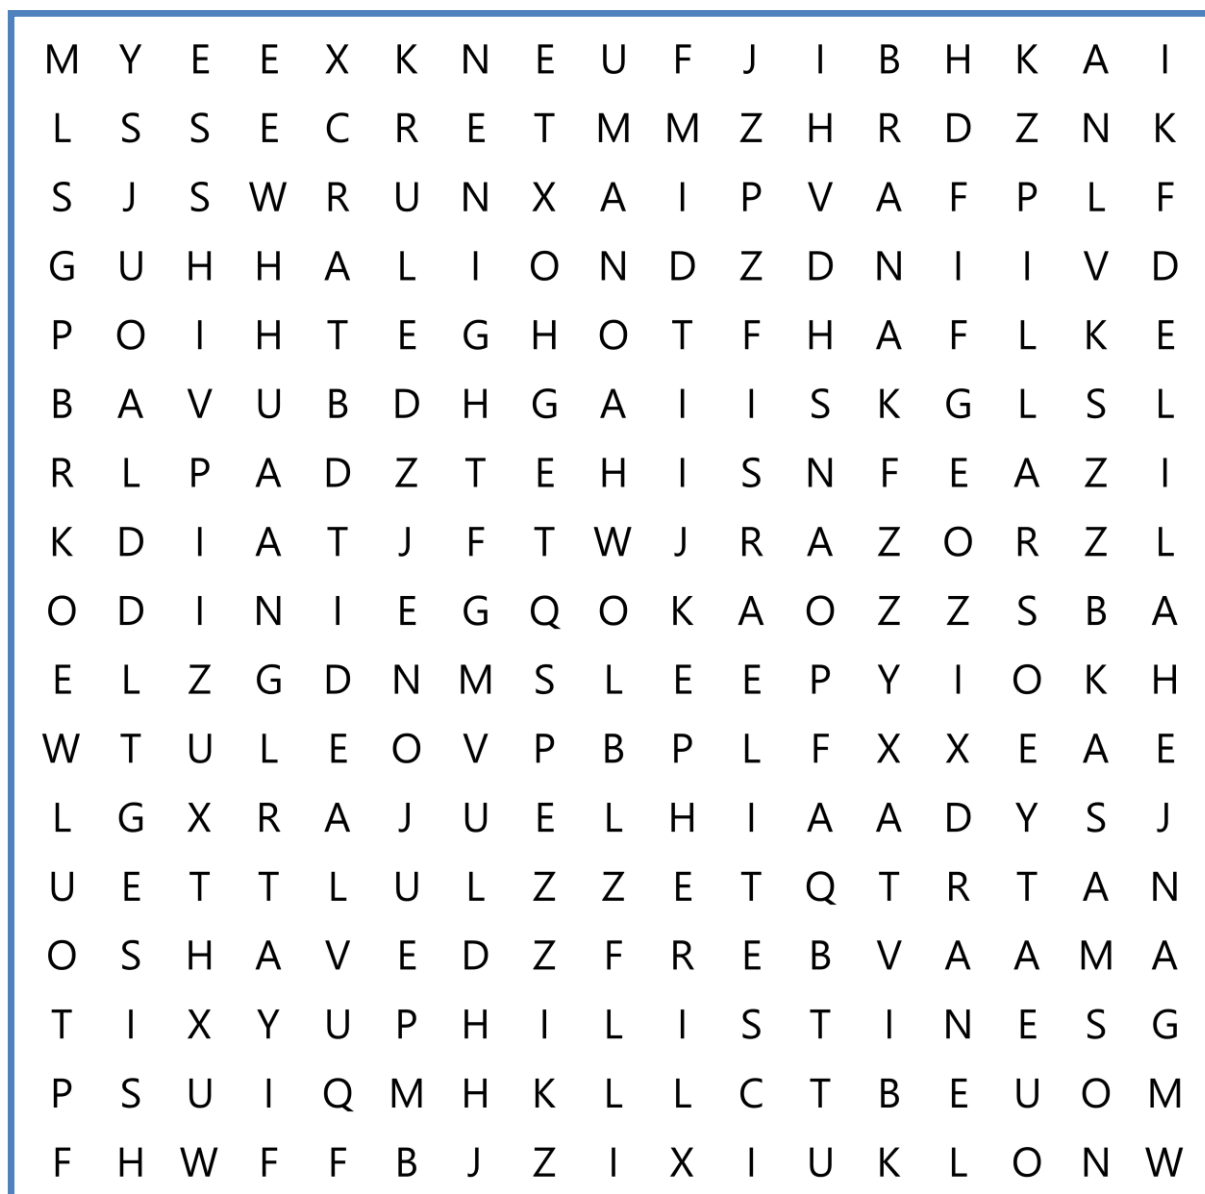 M Y E E X K N E U F J I B H K A I
L S S E C R E T M M Z H R D Z N K
S J S W R U N X A I P V A F P L F
G U H H A L I O N D Z D N I I V D
P O I H T E G H O T F H A F L K E
B A V U B D H G A I I S K G L S L
R L P A D Z T E H I S N F E A Z I
K D I A T J F T W J R A Z O R Z L
O D I N I E G Q O K A O Z Z S B A
E L Z G D N M S L E E P Y I O K H
W T U L E O V P B P L F X X E A E
L G X R A J U E L H I A A D Y S J
U E T T L U L Z Z E T Q T R T A N
O S H A V E D Z F R E B V A A M A
T I X Y U P H I L I S T I N E S G
P S U I Q M H K L L C T B E U O M
F H W F F B J Z I X I U K L O N W